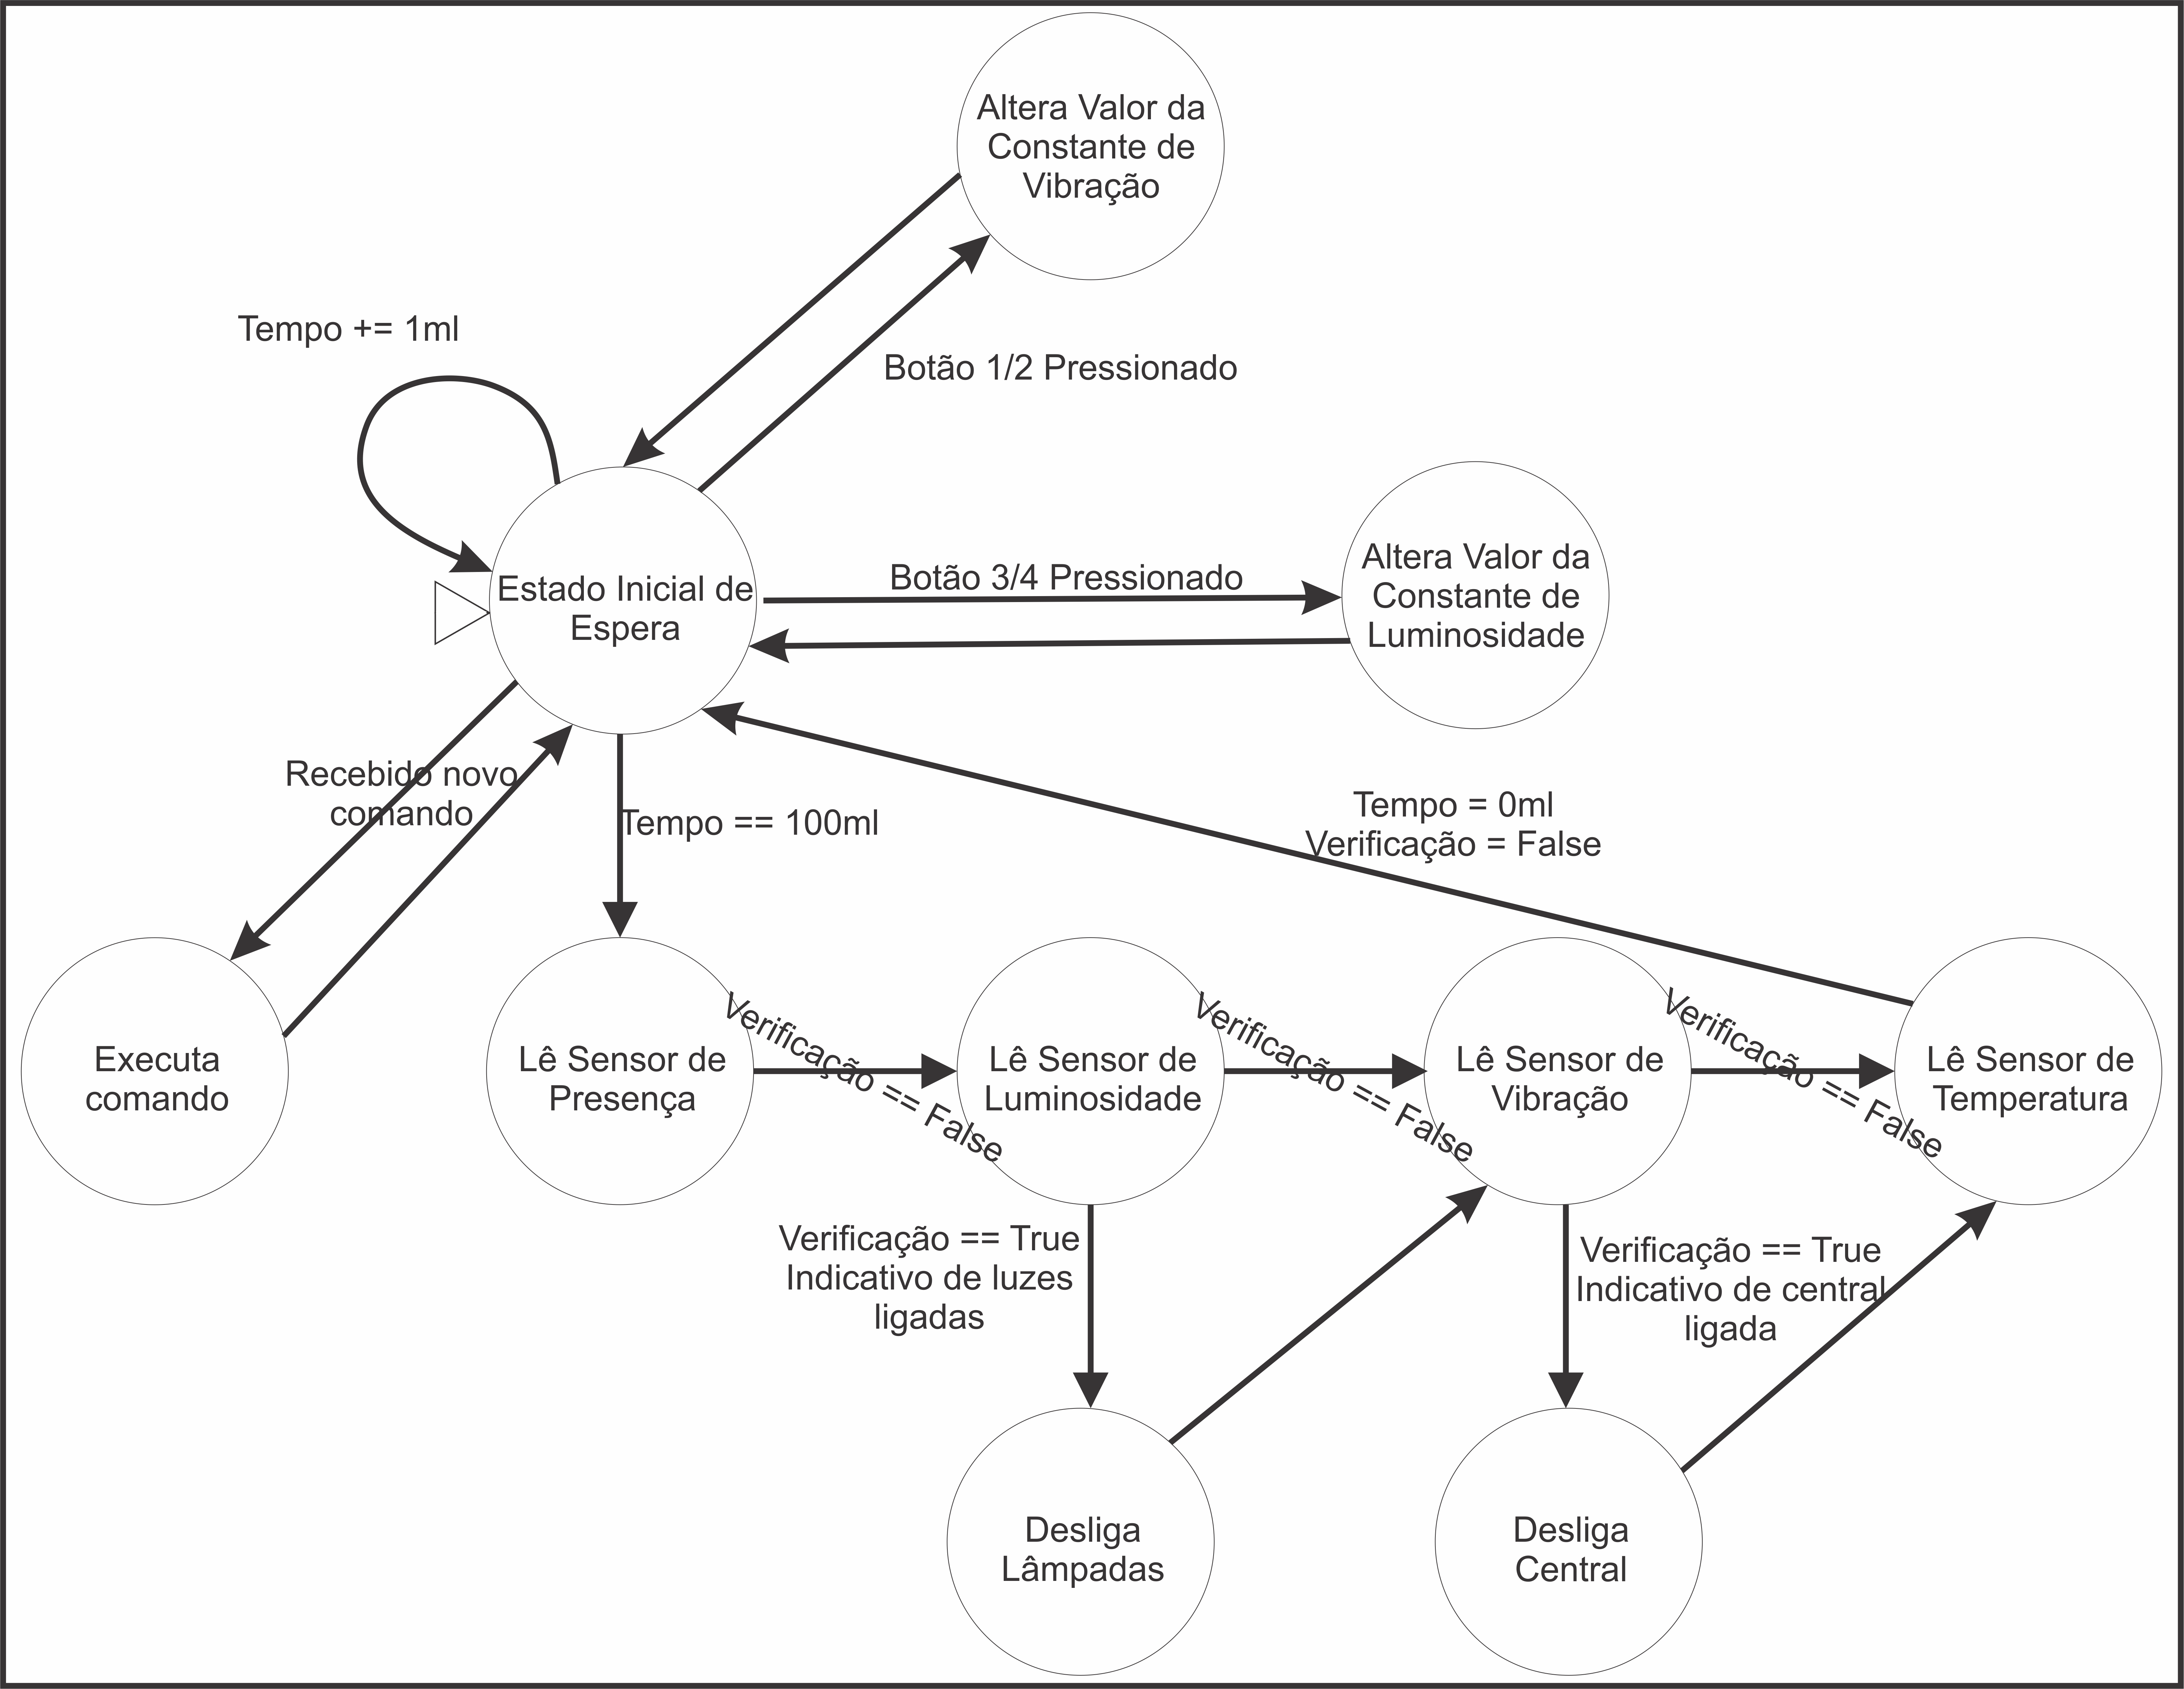 Altera Valor da
Constante de
Vibração
Tempo += 1ml
Botão 1/2 Pressionado
Estado Inicial de
Espera
Botão 3/4 Pressionado
Altera Valor da
Constante de
Luminosidade
Recebido novo
comando
Tempo == 100ml
Tempo = 0ml
Verificação = False
Executa
comando
Lê Sensor de
Presença
Verificação == False
Lê Sensor de
Luminosidade
Verificação == False
Lê Sensor de
Vibração
Verificação == False
Lê Sensor de
Temperatura
Verificação == True
Indicativo de luzes
ligadas
Verificação == True
Indicativo de central
ligada
Desliga
Lâmpadas
Desliga
Central